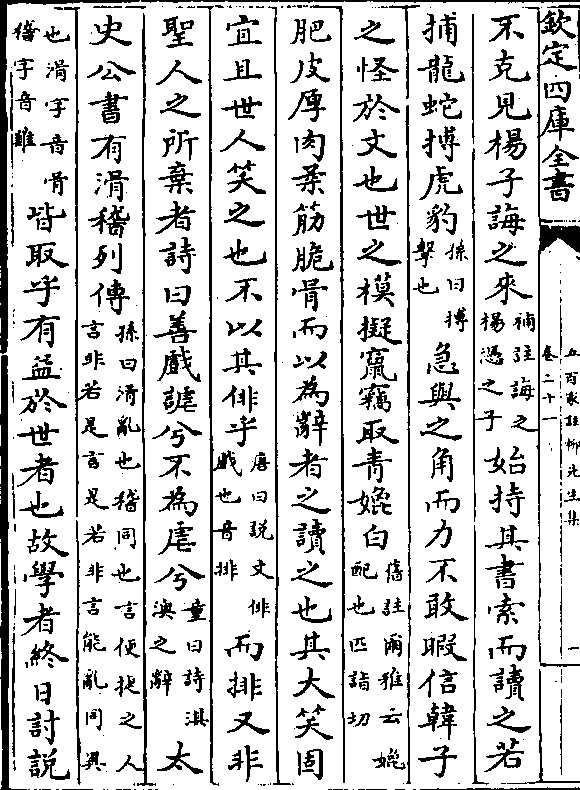 欽定四庫全書
五百家註柳先生集
卷二十一
一
不克見楊子誨之來補註誨之楊憑之子始持其書索而讀之若
捕龍蛇搏虎豹孫曰搏擊也急與之角而力不敢暇信韓子
之怪於文也世之模擬竄竊取青媲白舊註爾雅云媲配也匹詣切
肥皮厚肉柔筋脆骨而以為辭者之讀之也其大笑固
宜且世人笑之也不以其俳乎唐曰說文俳戲也音排而排又非
聖人之所棄者詩曰善戲謔兮不為虐兮童曰詩淇澳之辭太
史公書有滑稽列傳孫曰滑亂也稽同也言便捷之人言非若是言是若非言能亂同異
也滑字音骨稽字音雞皆取乎有益於世者也故學者終日討說